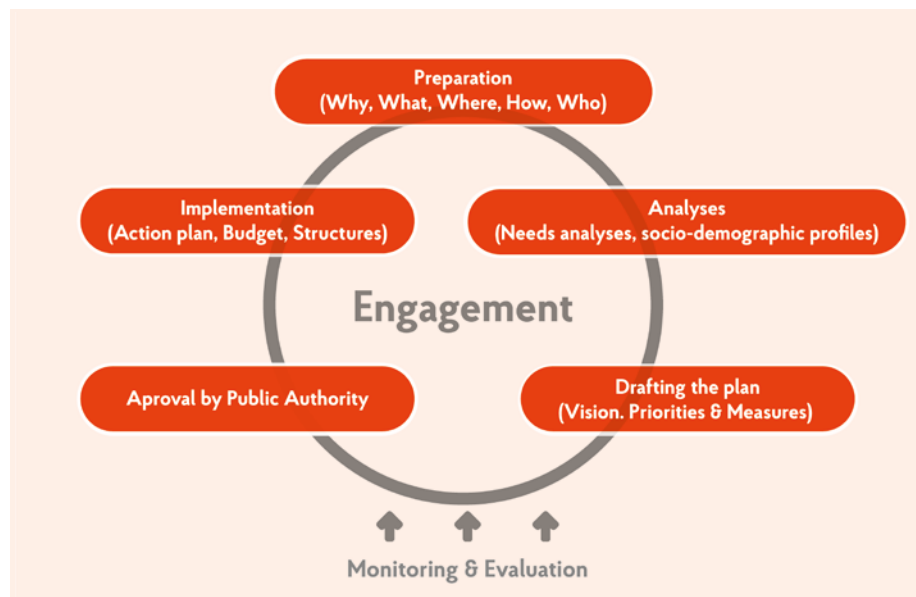 Preparation
(Why, What, Where, How, Who)
Implementation
(Action plan, Budget, Structures)
Analyses
(Needs analyses, socio-demographic profiles)
Engagement
Aproval by Public Authority
Drafting the plan
(Vision. Priorities & Measures)
Monitoring & Evaluation